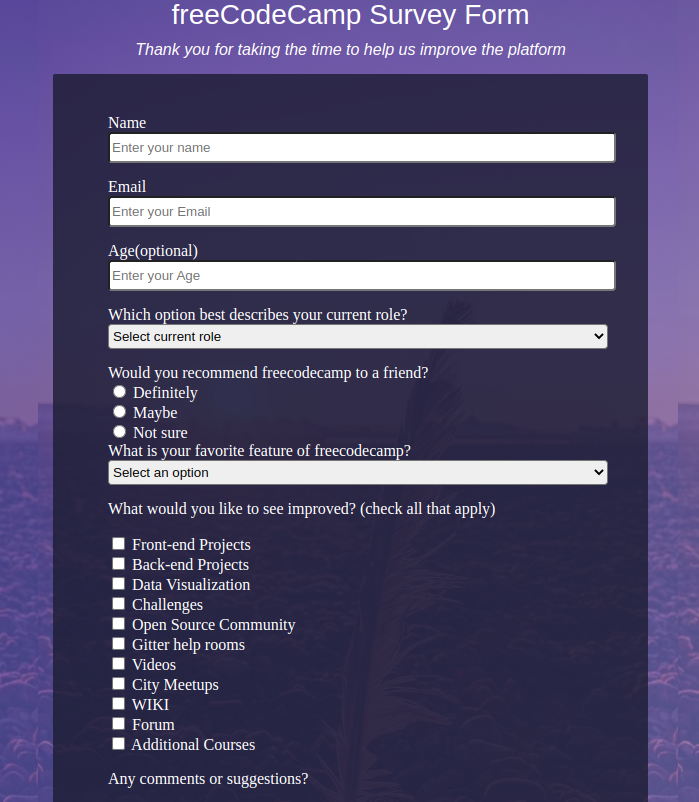 freeCodeCamp Survey Form
Thank you for taking the time to help us improve the platform
Name
Enter your name
Email
Enter your Email
Age(optional)
Enter your Age
Which option best describes your current role?
Select current role
Would you recommend freecodecamp to a friend?
Definitely
Maybe
Not sure
What is your favorite feature of freecodecamp?
Select an option
What would you like to see improved? (check all that apply)
Front-end Projects
Back-end Projects
Data Visualization
Challenges
Open Source Community
Gitter help rooms
Videos
City Meetups
WIKI
Forum
Additional Courses
Any comments or suggestions?